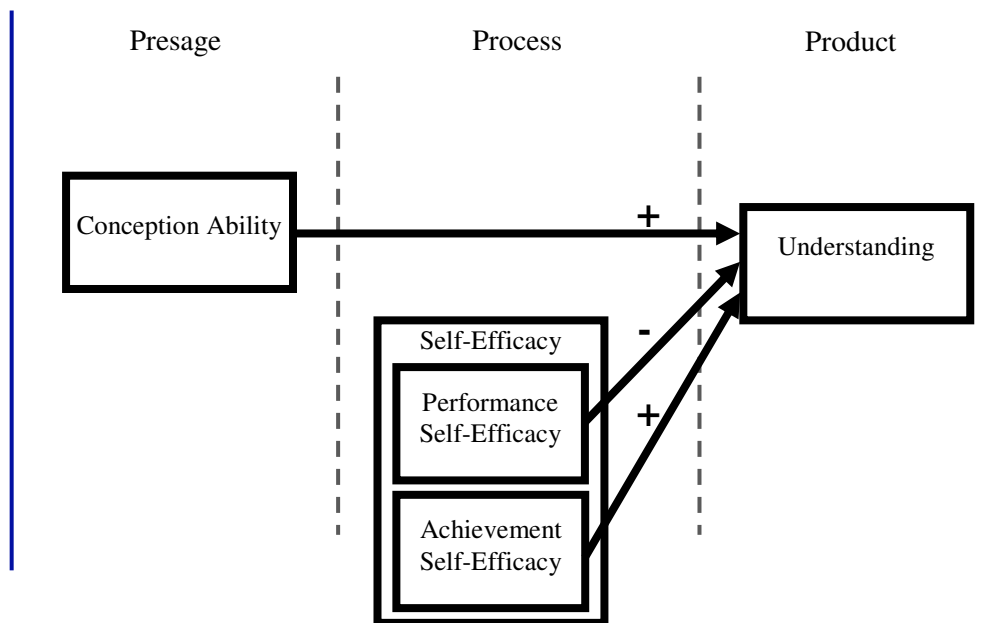 Presage
Process
Product
Conception Ability
+
Understanding
-
Self-Efficacy
Performance
Self-Efficacy
+
Achievement
Self-Efficacy